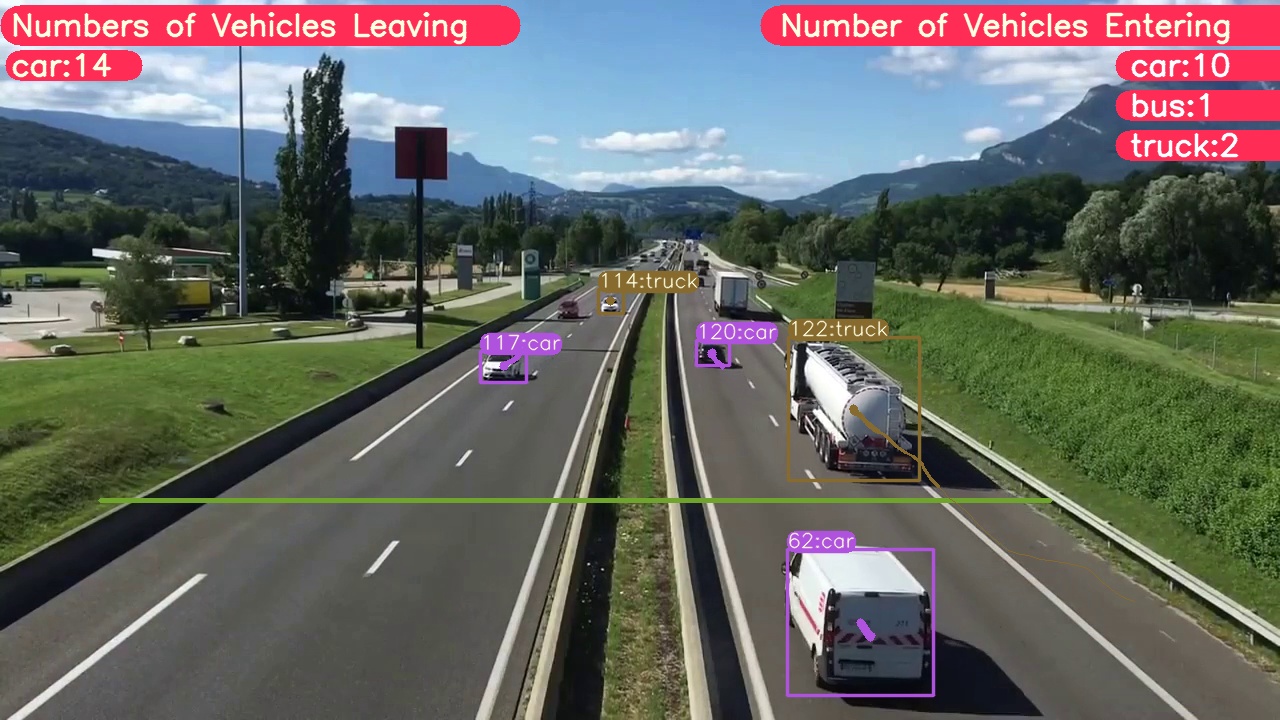 Numbers of Vehicles Leaving
car:14
Number of Vehicles Entering
car:10
bus:1
truck:2
114:truck
117:car
120:car
122:truck
62:car